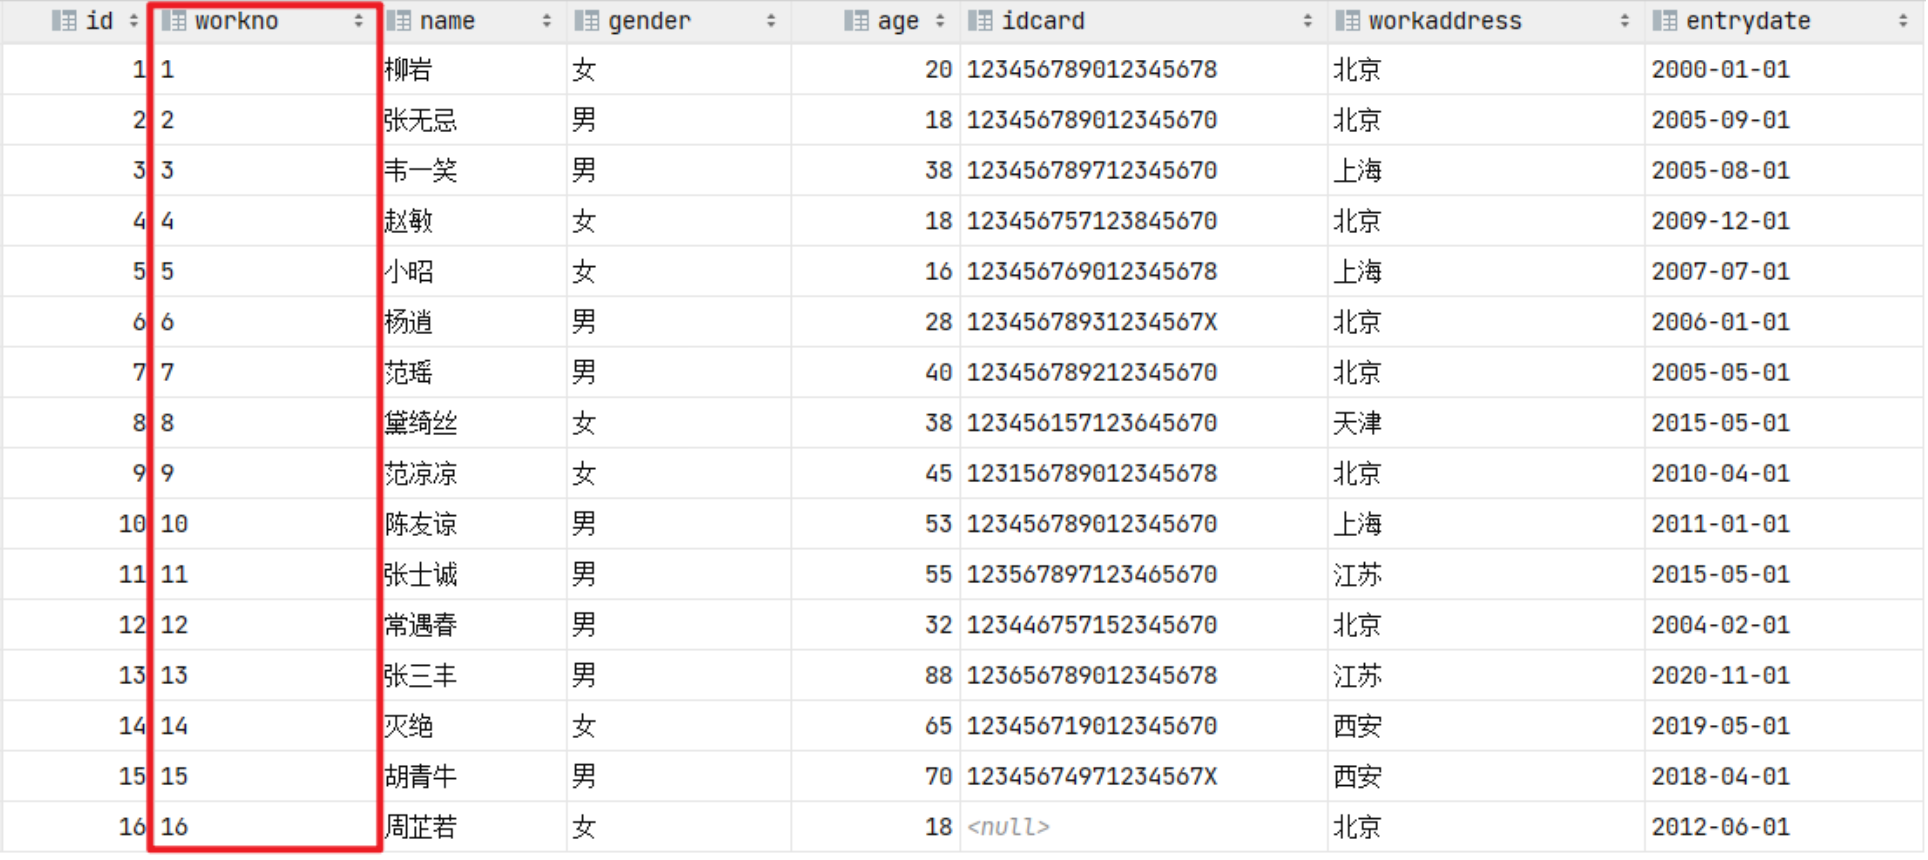 id workno name gender age idcard workaddress entrydate
1 1 柳岩 女 20 123456789012345678 北京 2000-01-01
2 2 张无忌 男 18 123456789012345670 北京 2005-09-01
3 3 韦一笑 男 38 123456789712345670 上海 2005-08-01
4 4 赵敏 女 18 123456757123845670 北京 2009-12-01
5 5 小昭 女 16 123456769012345678 上海 2007-07-01
6 6 杨逍 男 28 12345678931234567X 北京 2006-01-01
7 7 范瑶 男 40 123456789212345670 北京 2005-05-01
8 8 黛绮丝 女 38 123456157123645670 天津 2015-05-01
9 9 范凉凉 女 45 123156789012345678 北京 2010-04-01
10 10 陈友谅 男 53 123456789012345670 上海 2011-01-01
11 11 张士诚 男 55 123567897123465670 江苏 2015-05-01
12 12 常遇春 男 32 123446757152345670 北京 2004-02-01
13 13 张三丰 男 88 123656789012345678 江苏 2020-11-01
14 14 灭绝 女 65 123456719012345670 西安 2019-05-01
15 15 胡青牛 男 70 12345674971234567X 西安 2018-04-01
16 16 周芷若 女 18 <null> 北京 2012-06-01